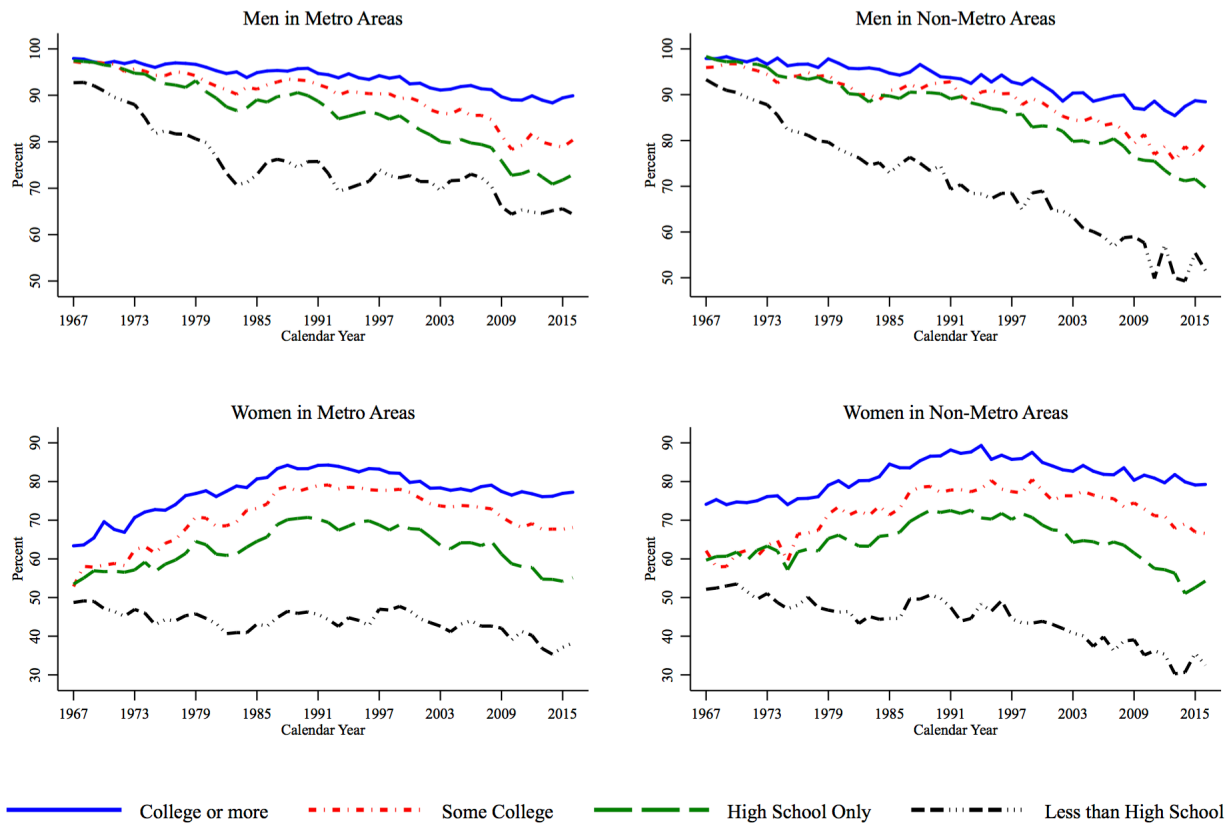 Men in Metro Areas
Percent
100
90
80
70
60
50
1967 1973 1979 1985 1991 1997 2003 2009 2015
Calendar Year
Men in Non-Metro Areas
Percent
100
90
80
70
60
50
1967 1973 1979 1985 1991 1997 2003 2009 2015
Calendar Year
Women in Metro Areas
Percent
90
80
70
60
50
40
30
1967 1973 1979 1985 1991 1997 2003 2009 2015
Calendar Year
Women in Non-Metro Areas
Percent
90
80
70
60
50
40
30
1967 1973 1979 1985 1991 1997 2003 2009 2015
Calendar Year
College or more Some College High School Only Less than High School